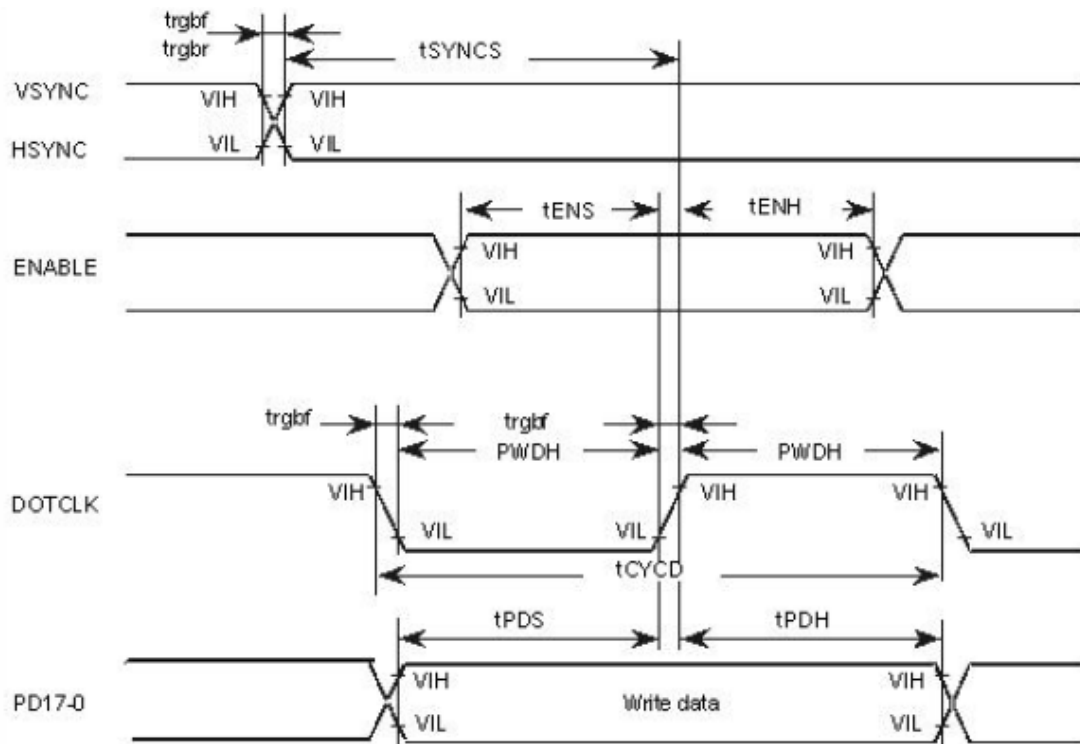 trgbf
trgbr
tSYNCS
VSYNC
VIH VIH
HSYNC
VIL VIL
tENS tENH
ENABLE
VIH VIH
VIL VIL
trgbf trgbf
PWDH PWDH
DOTCLK
VIH VIH VIH
VIL VIL VIL
tCYCD
tPDS tPDH
PD17-0
VIH Write data VIH
VIL VIL